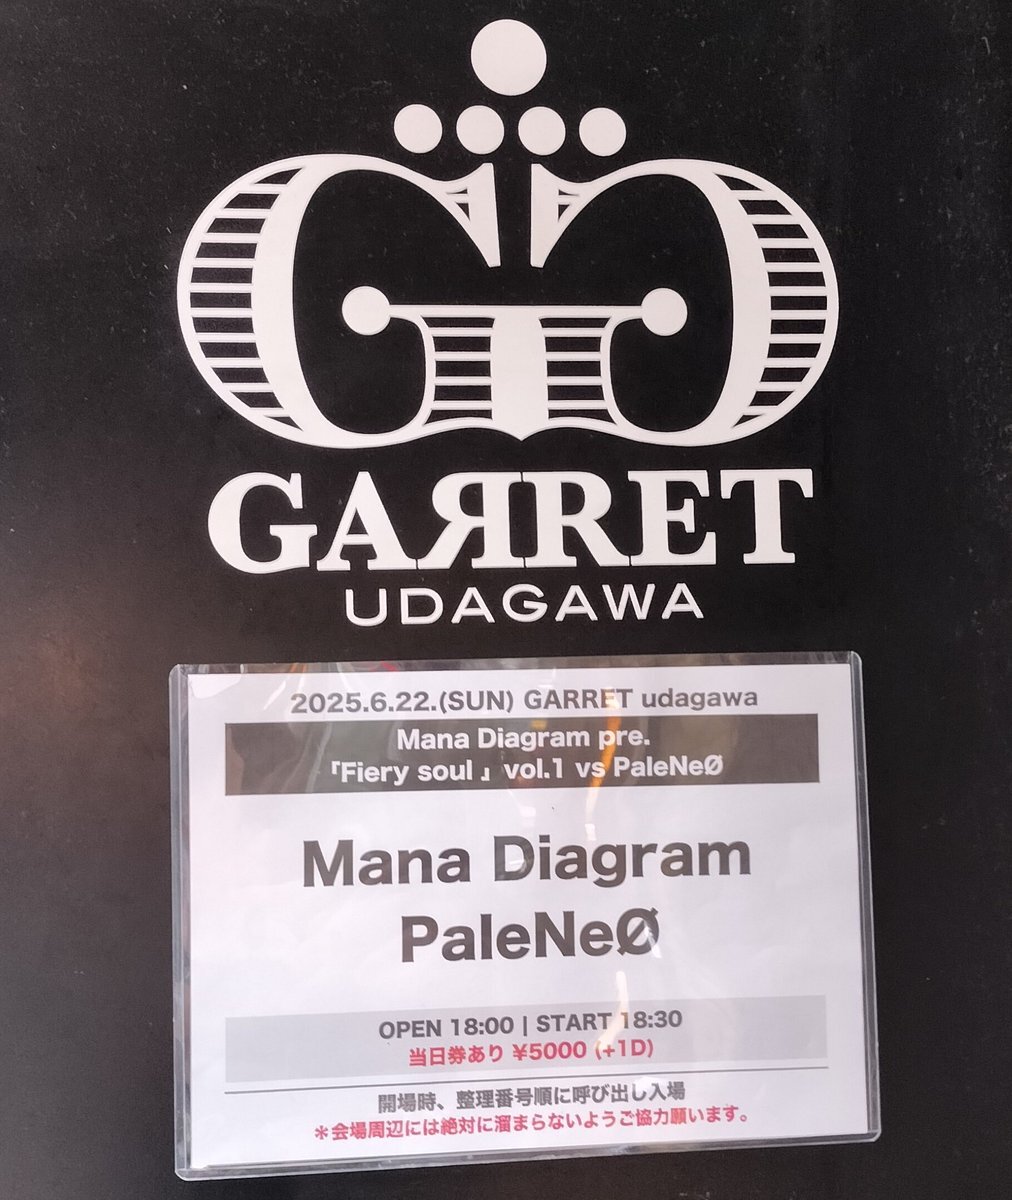 GARRET
UDAGAWA
2025.6.22.(SUN) GARRET udagawa
Mana Diagram pre.
「Fiery soul 」vol.1 vs PaleNeØ
Mana Diagram
PaleNeØ
OPEN 18:00 | START 18:30
当日券あり ¥5000 (+1D)
開場時、整理番号順に呼び出し入場
＊会場周辺には絶対に溜まらないようご協力願います。